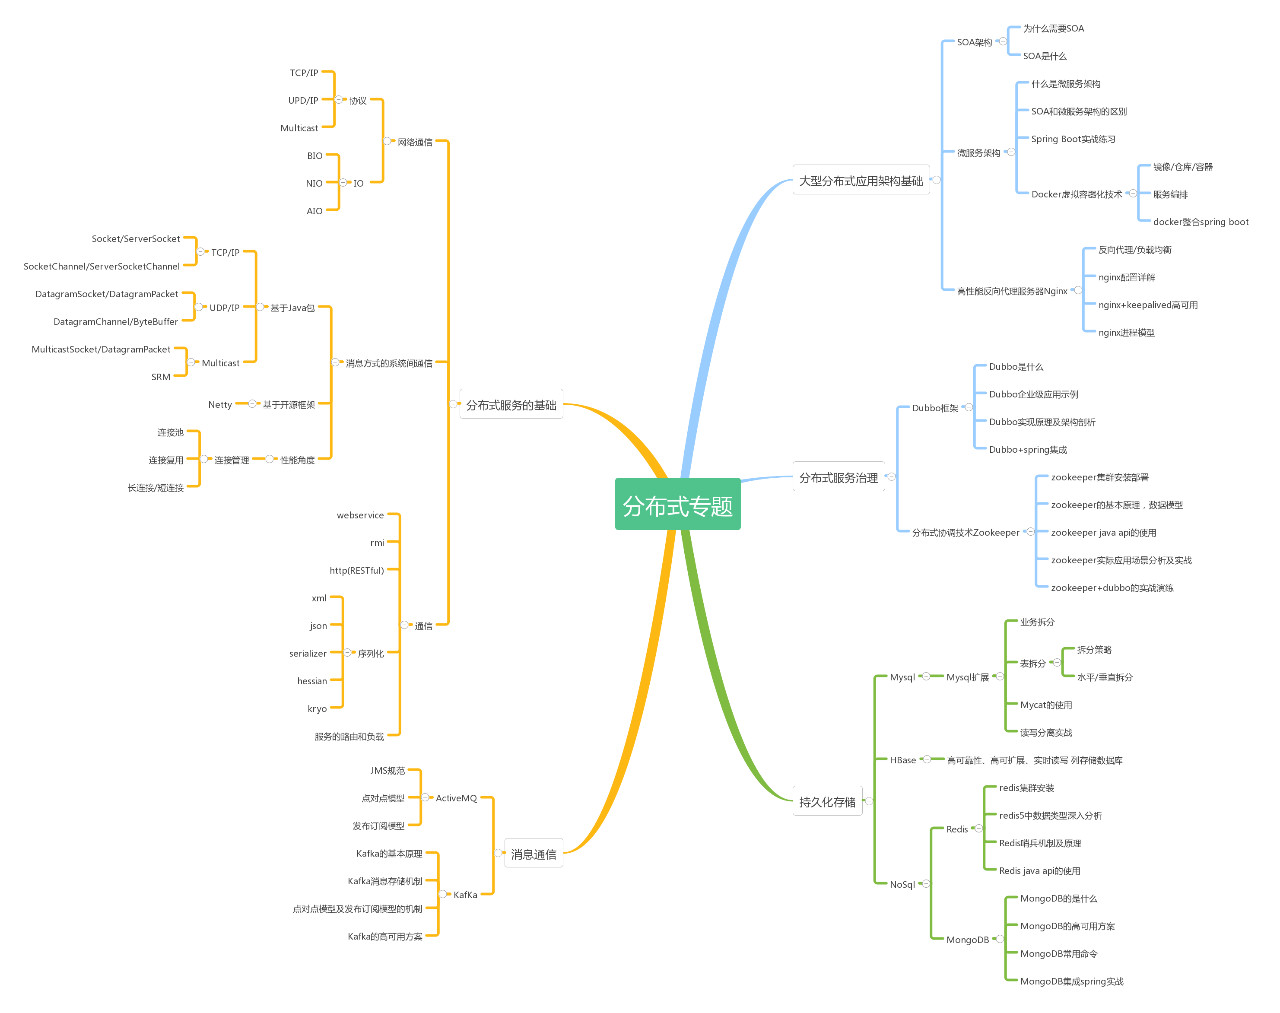 分布式专题
大型分布式应用架构基础
SOA架构
为什么需要SOA
SOA是什么
微服务架构
什么是微服务架构
SOA和微服务架构的区别
Spring Boot实战练习
Docker虚拟容器化技术
镜像/仓库/容器
服务编排
docker整合spring boot
高性能反向代理服务器Nginx
反向代理/负载均衡
nginx配置详解
nginx+keepalived高可用
nginx进程模型
分布式服务治理
Dubbo框架
Dubbo是什么
Dubbo企业级应用示例
Dubbo实现原理及架构剖析
Dubbo+spring集成
分布式协调技术Zookeeper
zookeeper集群安装部署
zookeeper的基本原理，数据模型
zookeeper java api的使用
zookeeper实际应用场景分析及实战
zookeeper+dubbo的实战演练
持久化存储
Mysql
Mysql扩展
业务拆分
表拆分
拆分策略
水平/垂直拆分
Mycat的使用
读写分离实战
HBase
高可靠性、高可扩展、实时读写 列存储数据库
NoSql
Redis
redis集群安装
redis5中数据类型深入分析
Redis哨兵机制及原理
Redis java api的使用
MongoDB
MongoDB的是什么
MongoDB的高可用方案
MongoDB常用命令
MongoDB集成spring实战
分布式服务的基础
网络通信
协议
TCP/IP
UPD/IP
Multicast
IO
BIO
NIO
AIO
消息方式的系统间通信
基于Java包
TCP/IP
Socket/ServerSocket
SocketChannel/ServerSocketChannel
UDP/IP
DatagramSocket/DatagramPacket
DatagramChannel/ByteBuffer
Multicast
MulticastSocket/DatagramPacket
SRM
基于开源框架
Netty
性能角度
连接管理
连接池
连接复用
长连接/短连接
通信
webservice
rmi
http(RESTful)
序列化
xml
json
serializer
hessian
kryo
服务的路由和负载
消息通信
ActiveMQ
JMS规范
点对点模型
发布订阅模型
KafKa
Kafka的基本原理
Kafka消息存储机制
点对点模型及发布订阅模型的机制
Kafka的高可用方案